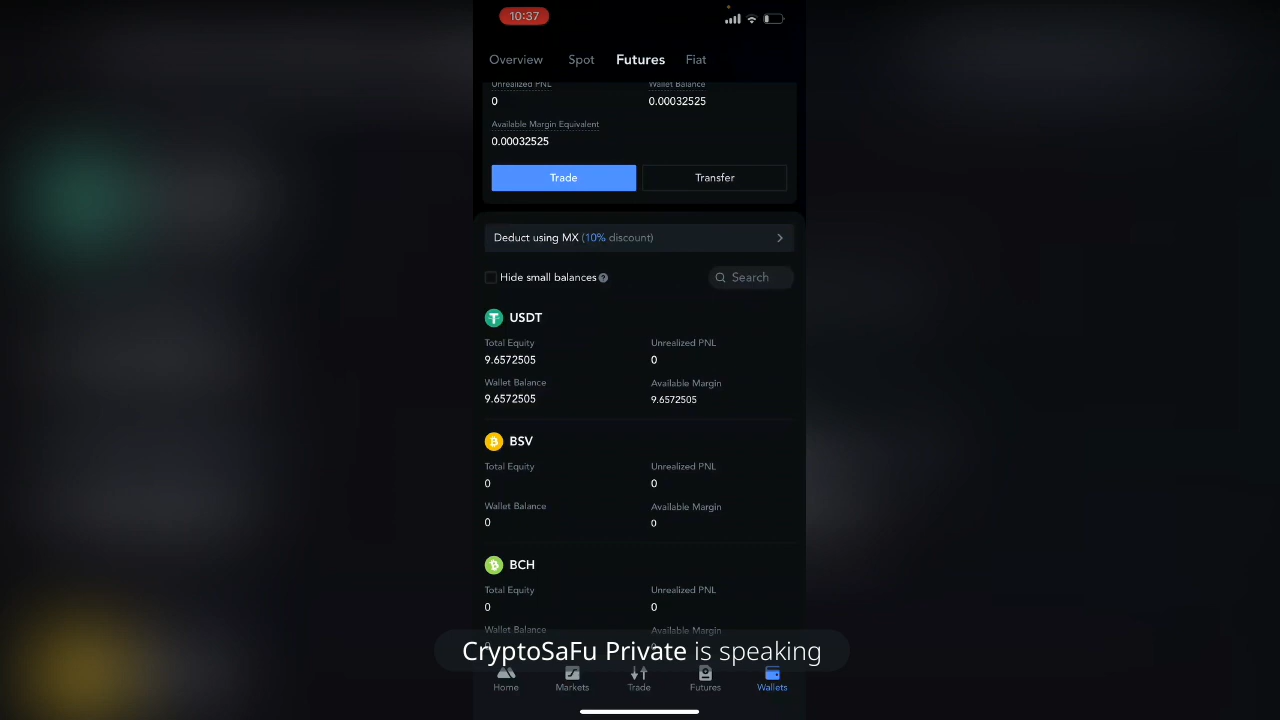 10:37
Overview Spot Futures Fiat
Unrealized PNL Wallet Balance
0 0.00032525
Available Margin Equivalent
0.00032525
Trade Transfer
Deduct using MX (10% discount)
Hide small balances Search
USDT
Total Equity Unrealized PNL
9.6572505 0
Wallet Balance Available Margin
9.6572505 9.6572505
BSV
Total Equity Unrealized PNL
0 0
Wallet Balance Available Margin
0 0
BCH
Total Equity Unrealized PNL
0 0
Wallet Balance Available Margin
CryptoSaFu Private is speaking
Home Markets Trade Futures Wallets